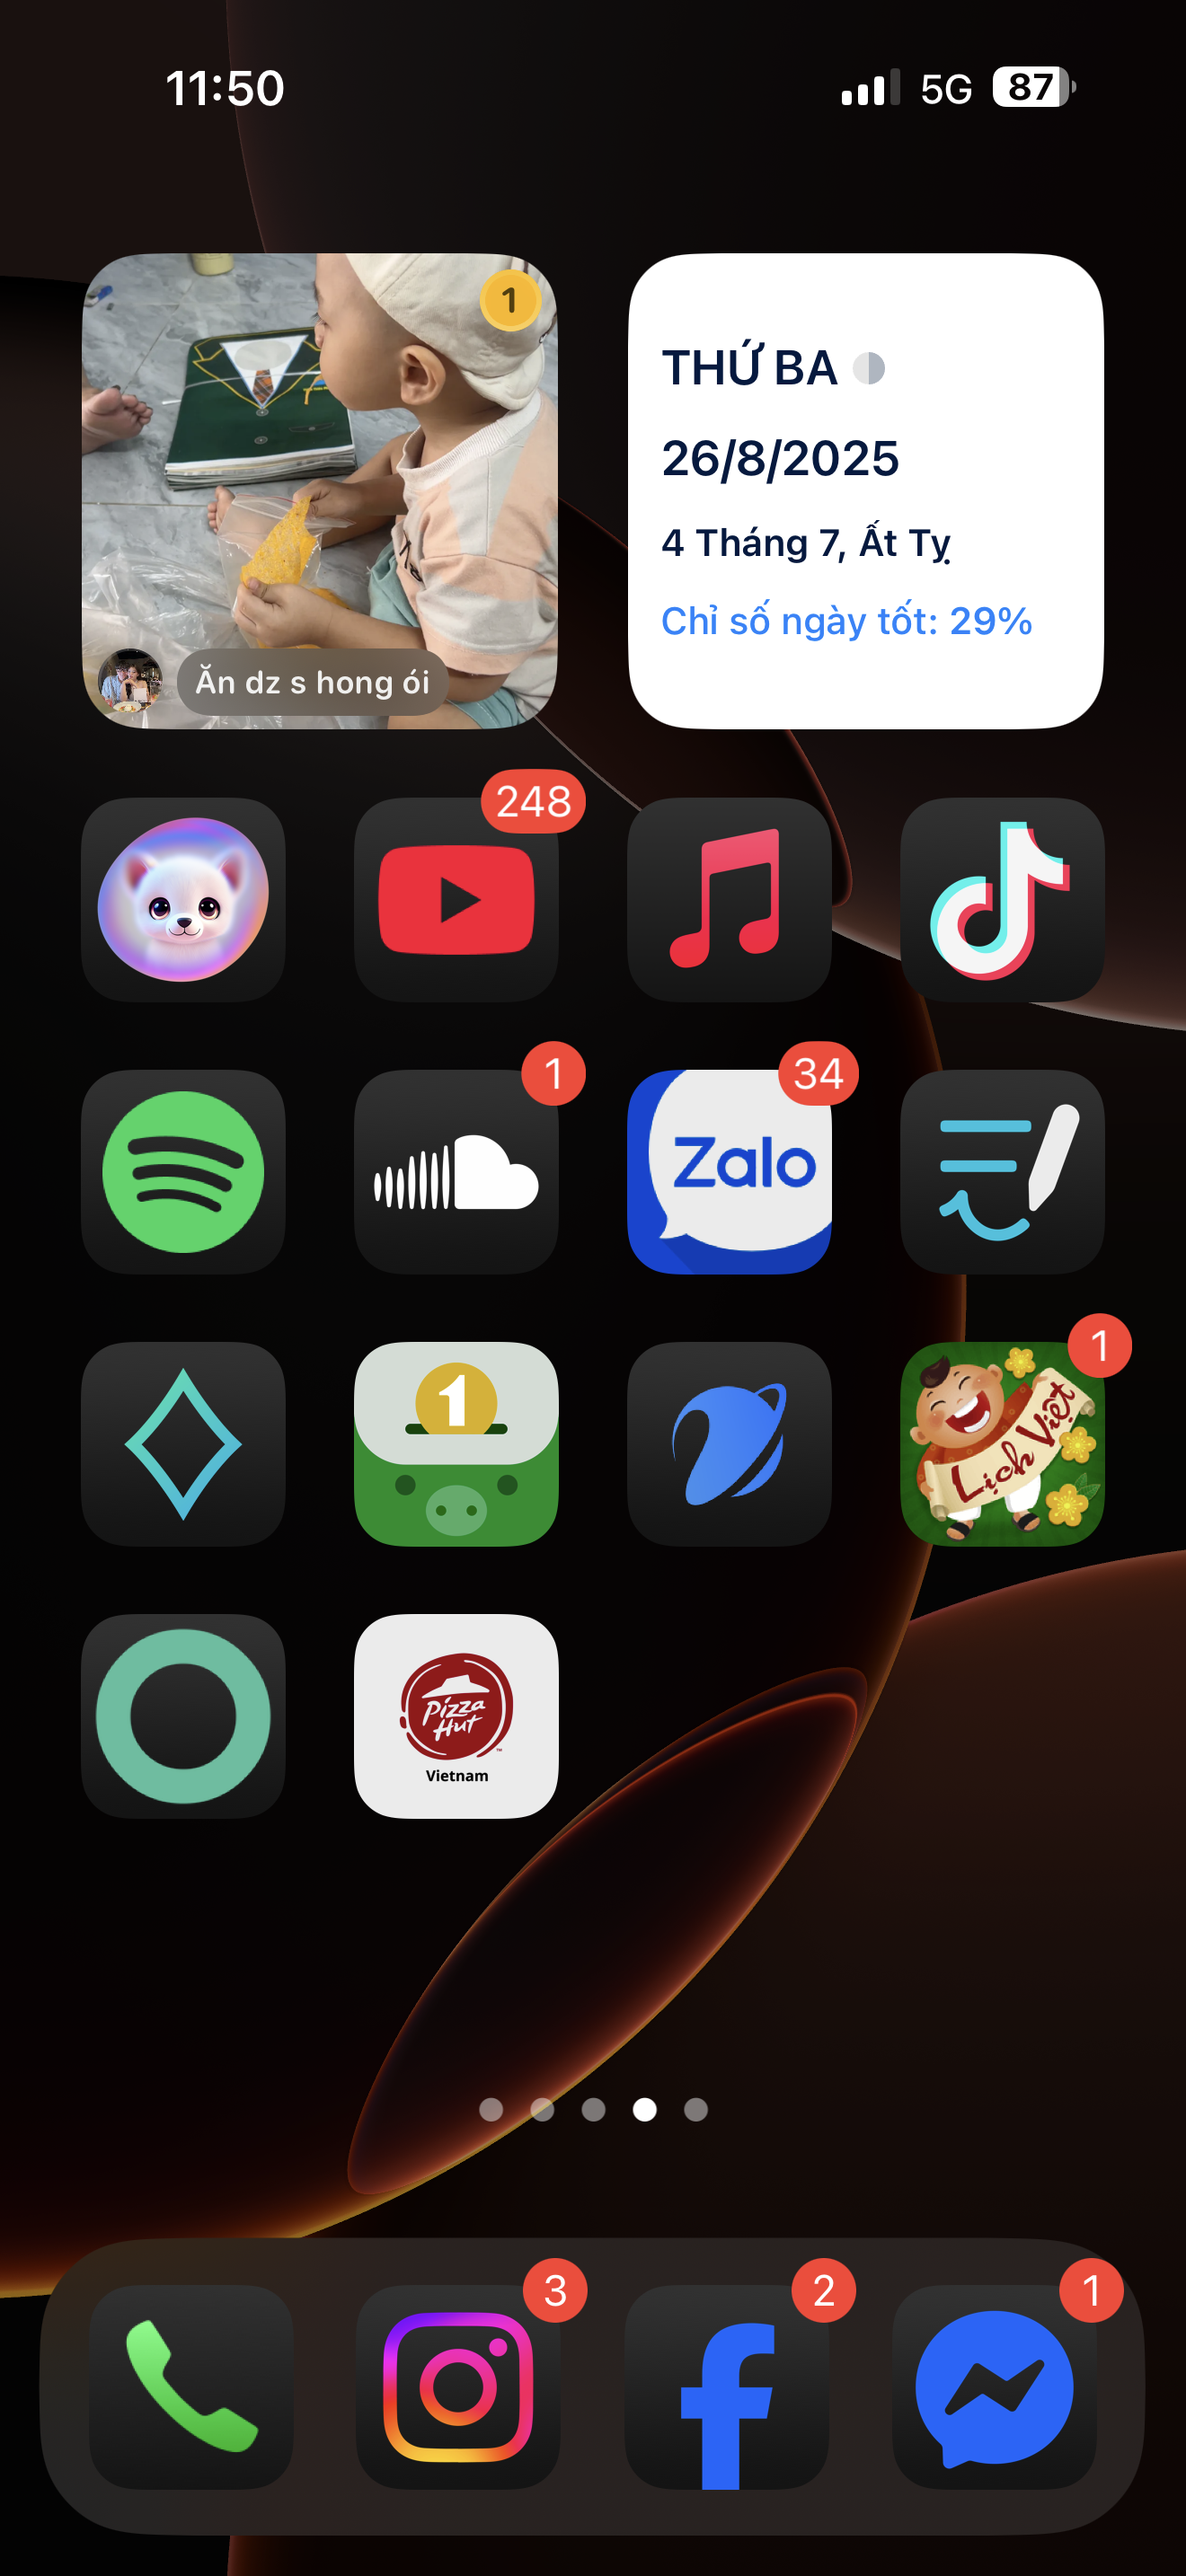 11:50
5G
87
1
Ăn dz s hong ói
THỨ BA
26/8/2025
4 Tháng 7, Ất Tỵ
Chỉ số ngày tốt: 29%
248
1
34
Zalo
1
1
Lịch Việt
Pizza
Hut
Vietnam
3
2
1